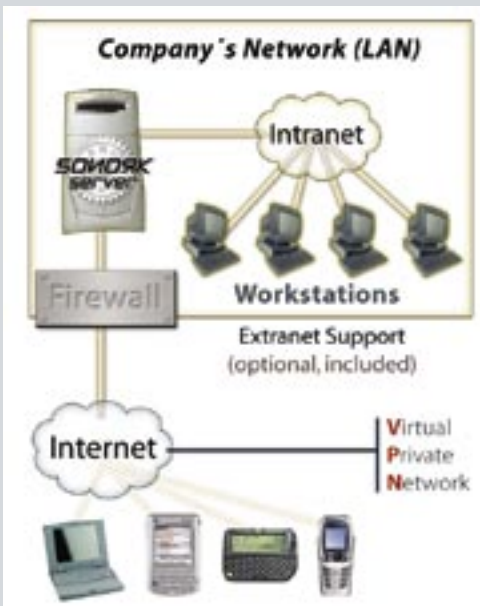 Company´s Network (LAN)
Intranet
SONORK
server
Workstations
Firewall
Extranet Support
(optional, included)
Internet
Virtual
Private
Network